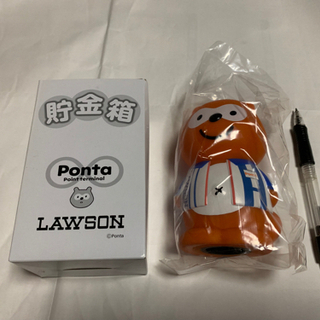 貯金箱
Ponta
Point terminal
LAWSON
©Ponta